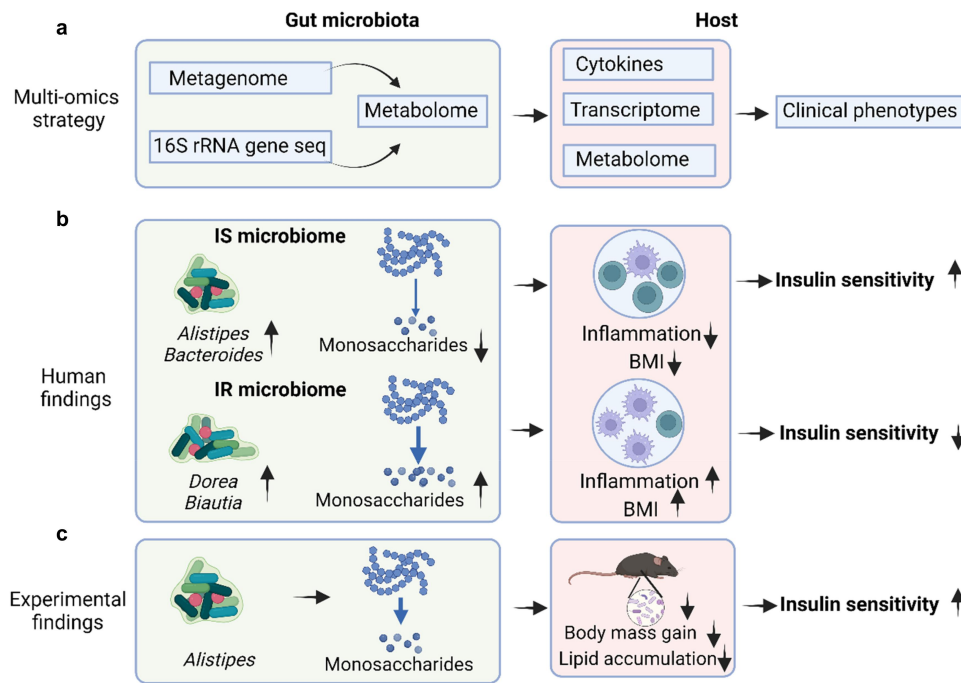 Gut microbiota
Host
a
Multi-omics
strategy
Metagenome
16S rRNA gene seq
Metabolome
Cytokines
Transcriptome
Metabolome
Clinical phenotypes
b
Human
findings
IS microbiome
Alistipes
Bacteroides
Monosaccharides
Inflammation
BMI
Insulin sensitivity
IR microbiome
Dorea
Biautia
Monosaccharides
Inflammation
BMI
Insulin sensitivity
c
Experimental
findings
Alistipes
Monosaccharides
Body mass gain
Lipid accumulation
Insulin sensitivity